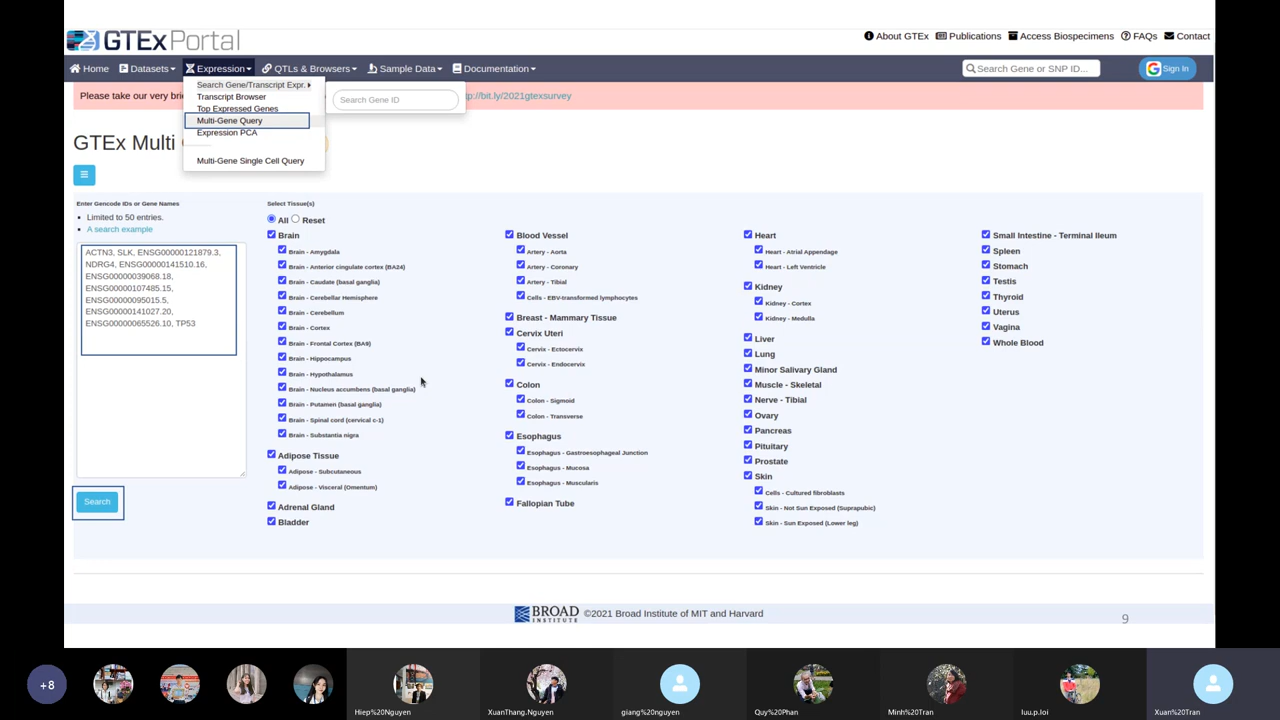 GTEx Portal
About GTEx Publications Access Biospecimens FAQs Contact
Home Datasets Expression QTLs & Browsers Sample Data Documentation Search Gene or SNP ID... Sign In
Search Gene/Transcript Expr.
Transcript Browser
Top Expressed Genes
Multi-Gene Query
Expression PCA
Multi-Gene Single Cell Query
Search Gene ID
Please take our very brie
tp://bit.ly/2021gtexsurvey
GTEx Multi
Enter Gencode IDs or Gene Names
Limited to 50 entries.
A search example
ACTN3, SLK, ENSG00000121879.3,
NDRG4, ENSG00000141510.16,
ENSG00000039068.18,
ENSG00000107485.15,
ENSG00000095015.5,
ENSG00000141027.20,
ENSG00000065526.10, TP53
Search
Select Tissue(s)
All Reset
Brain
Brain - Amygdala
Brain - Anterior cingulate cortex (BA24)
Brain - Caudate (basal ganglia)
Brain - Cerebellar Hemisphere
Brain - Cerebellum
Brain - Cortex
Brain - Frontal Cortex (BA9)
Brain - Hippocampus
Brain - Hypothalamus
Brain - Nucleus accumbens (basal ganglia)
Brain - Putamen (basal ganglia)
Brain - Spinal cord (cervical c-1)
Brain - Substantia nigra
Adipose Tissue
Adipose - Subcutaneous
Adipose - Visceral (Omentum)
Adrenal Gland
Bladder
Blood Vessel
Artery - Aorta
Artery - Coronary
Artery - Tibial
Cells - EBV-transformed lymphocytes
Breast - Mammary Tissue
Cervix Uteri
Cervix - Ectocervix
Cervix - Endocervix
Colon
Colon - Sigmoid
Colon - Transverse
Esophagus
Esophagus - Gastroesophageal Junction
Esophagus - Mucosa
Esophagus - Muscularis
Fallopian Tube
Heart
Heart - Atrial Appendage
Heart - Left Ventricle
Kidney
Kidney - Cortex
Kidney - Medulla
Liver
Lung
Minor Salivary Gland
Muscle - Skeletal
Nerve - Tibial
Ovary
Pancreas
Pituitary
Prostate
Skin
Cells - Cultured fibroblasts
Skin - Not Sun Exposed (Suprapubic)
Skin - Sun Exposed (Lower leg)
Small Intestine - Terminal Ileum
Spleen
Stomach
Testis
Thyroid
Uterus
Vagina
Whole Blood
BROAD INSTITUTE ©2021 Broad Institute of MIT and Harvard
9
+8
Hiep%20Nguyen XuanThang.Nguyen giang%20nguyen Quy%20Phan Minh%20Tran luu.p.loi Xuan%20Tran